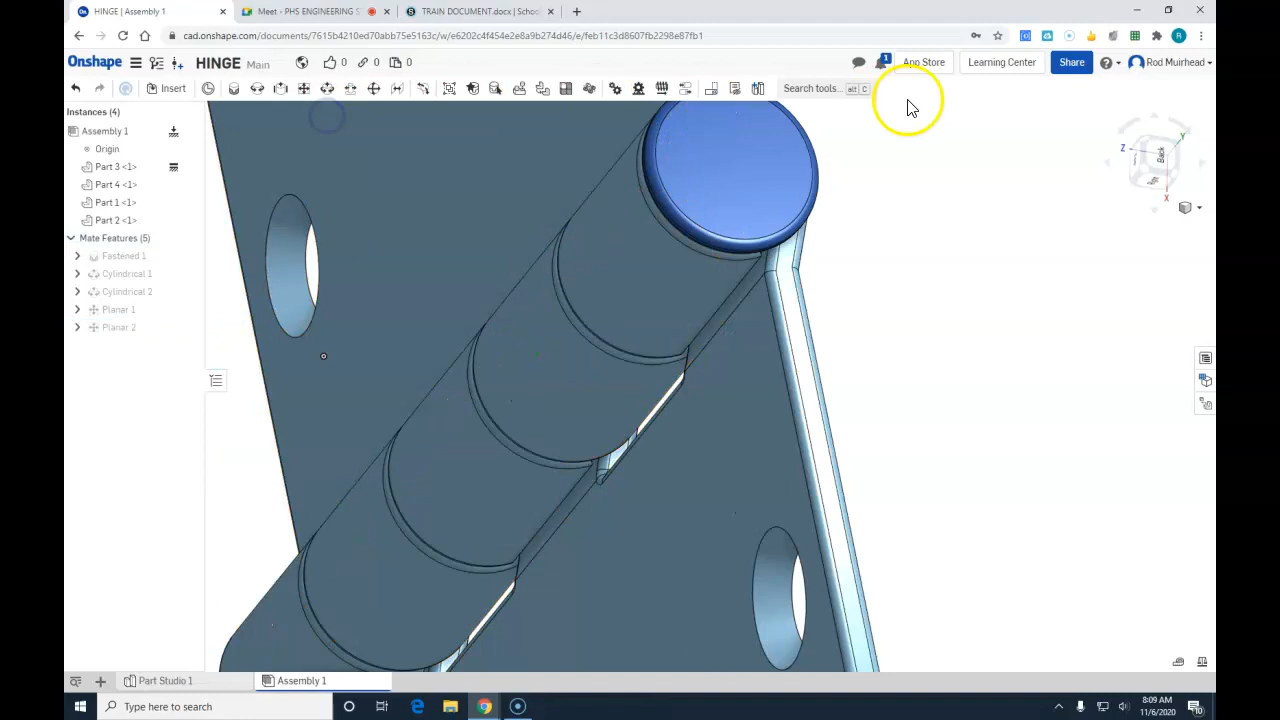 HINGE | Assembly 1
Meet - PHS ENGINEERING S
TRAIN DOCUMENT.docx | Schoo
cad.onshape.com/documents/7615b4210ed70abb75e5163c/w/e6202c4f454e2e8a9b274d46/e/feb11c3d8607fb2298e87fb1
R
Onshape
HINGE Main
0
0
0
1
App Store
Learning Center
Share
Rod Muirhead
Insert
Search tools...
alt C
Instances (4)
Assembly 1
Origin
Part 3 <1>
Part 4 <1>
Part 1 <1>
Part 2 <1>
Mate Features (5)
Fastened 1
Cylindrical 1
Cylindrical 2
Planar 1
Planar 2
Z
Y
X
Back
Part Studio 1
Assembly 1
Type here to search
8:09 AM
11/6/2020